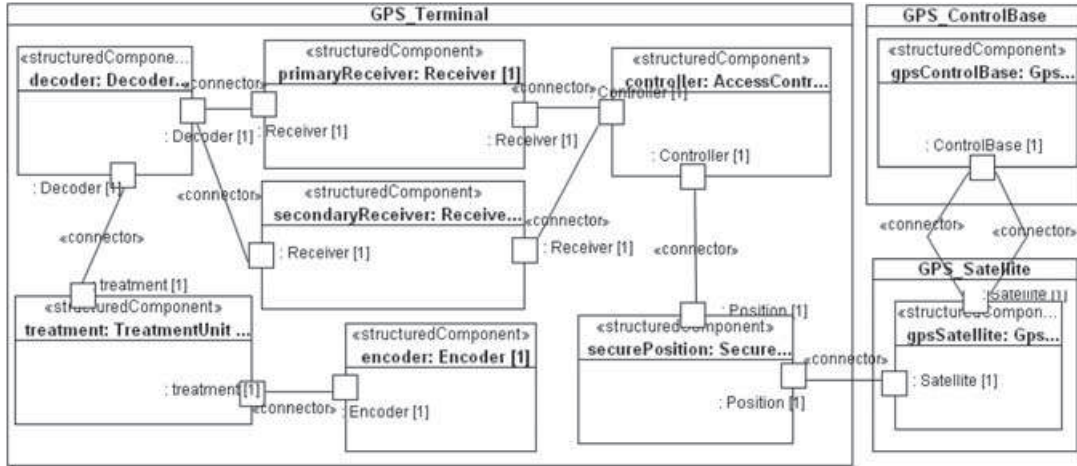 GPS_Terminal
«structuredCompone...
decoder: Decoder...
«connector»
: Decoder [1]
: Decoder [1]
«structuredComponent»
primaryReceiver: Receiver [1]
: Receiver [1]
: Receiver [1]
«connector»
«structuredComponent»
controller: AccessContr...
: Controller [1]
: Controller [1]
«connector»
«structuredComponent»
secondaryReceiver: Receive...
: Receiver [1]
: Receiver [1]
«connector»
«connector»
«connector»
: treatment [1]
«structuredComponent»
treatment: TreatmentUnit ...
: treatment [1]
«connector»
«structuredComponent»
encoder: Encoder [1]
: Encoder [1]
: Position [1]
«structuredComponent»
securePosition: Secure...
: Position [1]
«connector»
GPS_ControlBase
«structuredComponent»
gpsControlBase: Gps...
: ControlBase [1]
«connector»
«connector»
GPS_Satellite
: Satellite [1]
«structuredCompon...
gpsSatellite: Gps...
: Satellite [1]